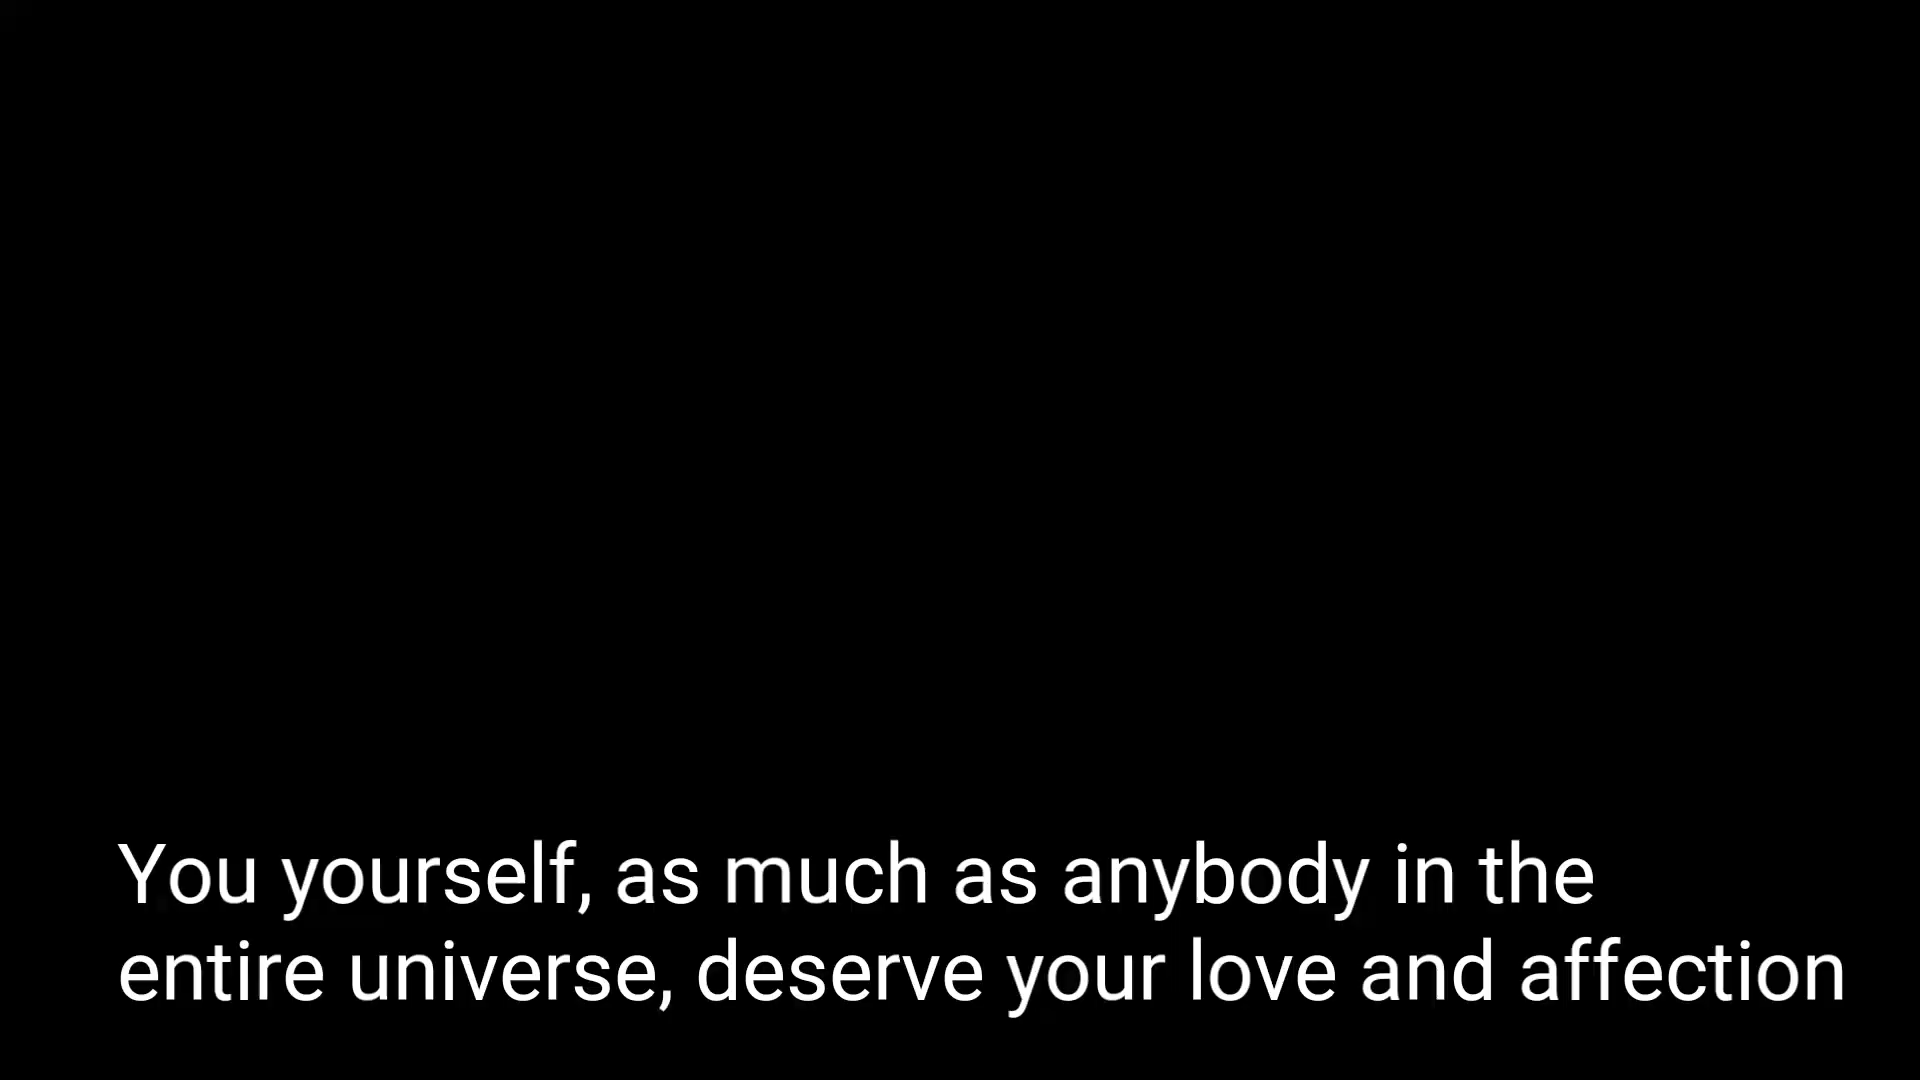 You yourself, as much as anybody in the
entire universe, deserve your love and affection